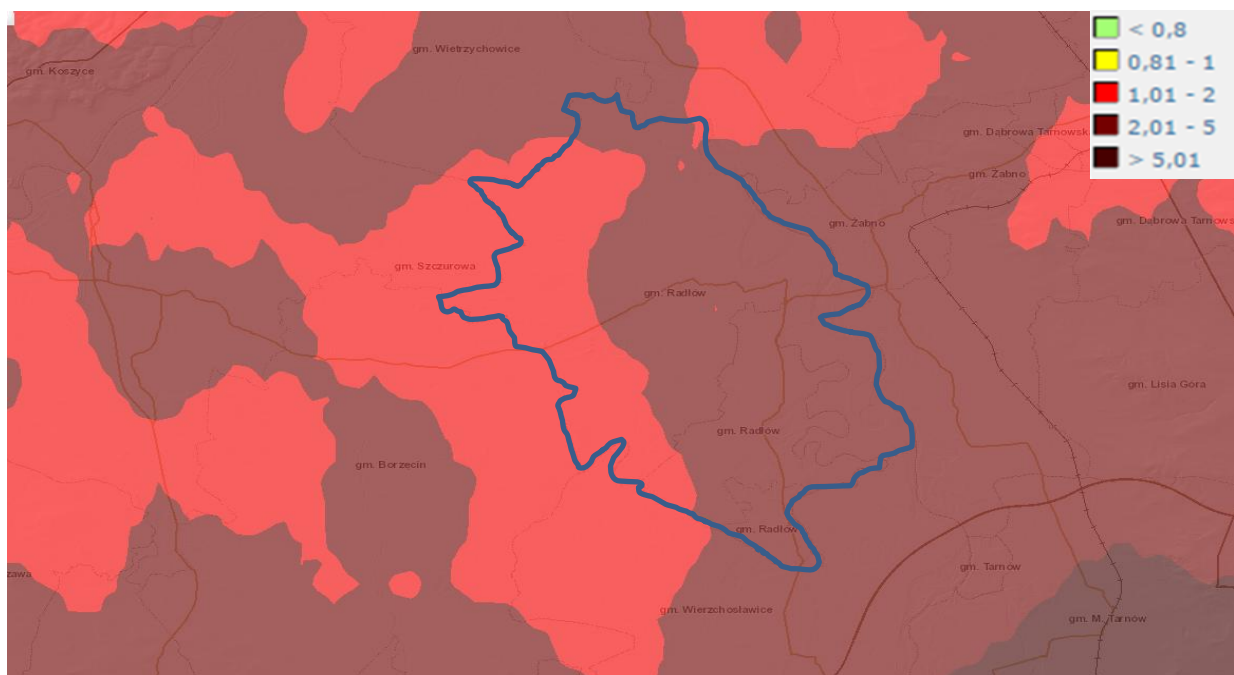 < 0,8
0,81 - 1
1,01 - 2
2,01 - 5
> 5,01
gm. Wietrzychowice
gm. Koszyce
gm. Dąbrowa Tarnowsk
gm. Żabno
gm. Żabno
gm. Dąbrowa Tarnows
gm. Szczurowa
gm. Radłów
gm. Lisia Góra
gm. Radłów
gm. Borzęcin
gm. Radłów
gm. Tarnów
zawa
gm. Wierzchosławice
gm. M. Tarnów